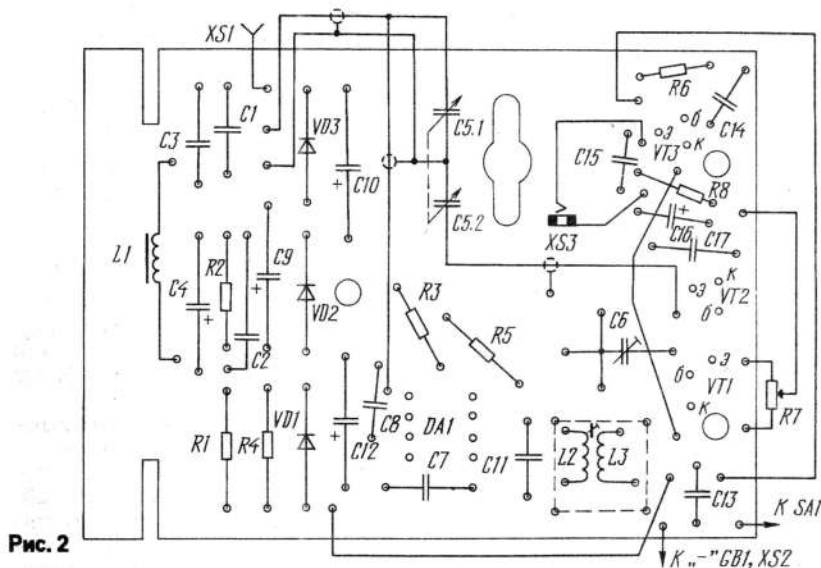 XS1
C3
C1
VD3
C10
C5.1
C5.2
R6
C14
б
э
к
VT3
C15
R8
C16
C17
XS3
L1
C4
R2
C9
C2
VD2
R3
R5
C6
к
э
VT2
б
э
б
VT1
к
R7
R1
R4
VD1
C12
C8
DA1
C7
C11
L2
L3
C13
К SA1
К „–" GB1, XS2
+
+
+
+
+
Рис. 2